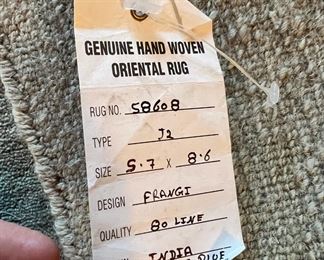 GENUINE HAND WOVEN
ORIENTAL RUG
RUG NO. 58608
TYPE J2
SIZE 5.7 x 8.6
DESIGN FRANGI
QUALITY 80 LINE
INDIA
BLUE